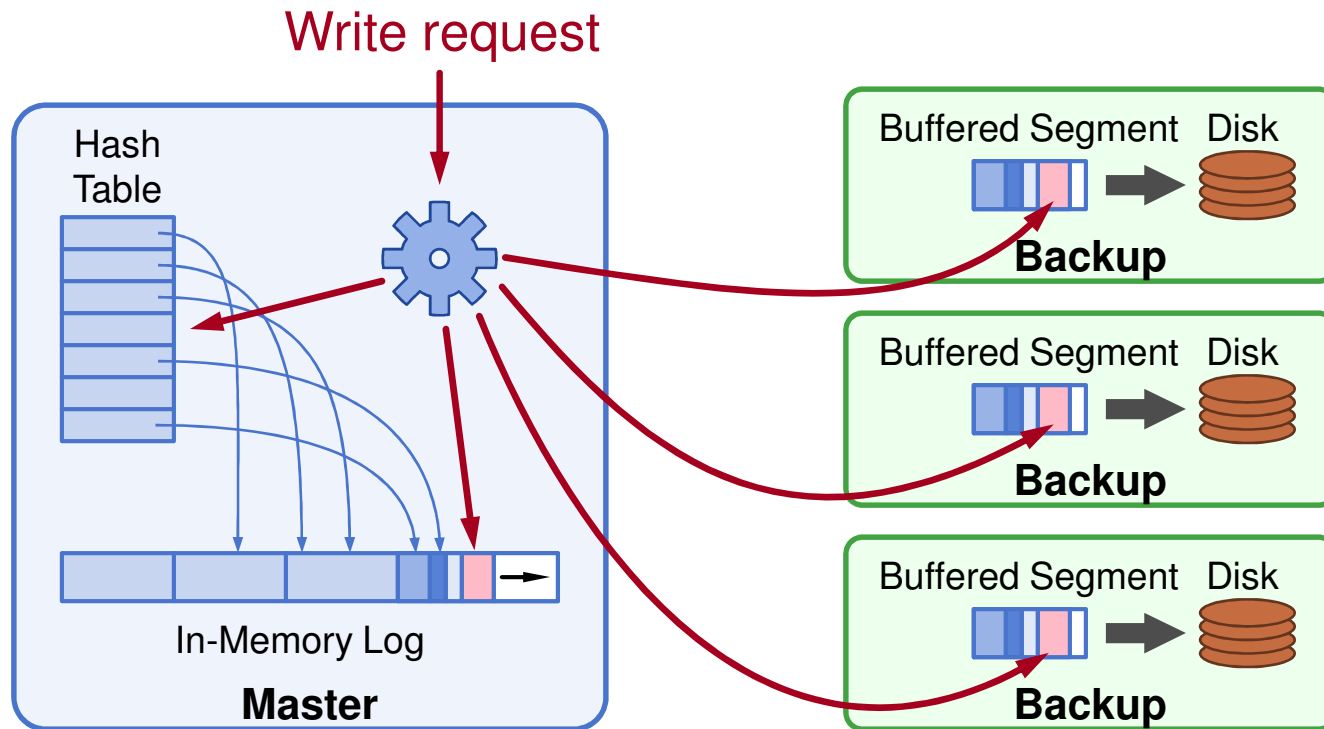 Write request
Hash
Table
In-Memory Log
Master
Buffered Segment Disk
Backup
Buffered Segment Disk
Backup
Buffered Segment Disk
Backup